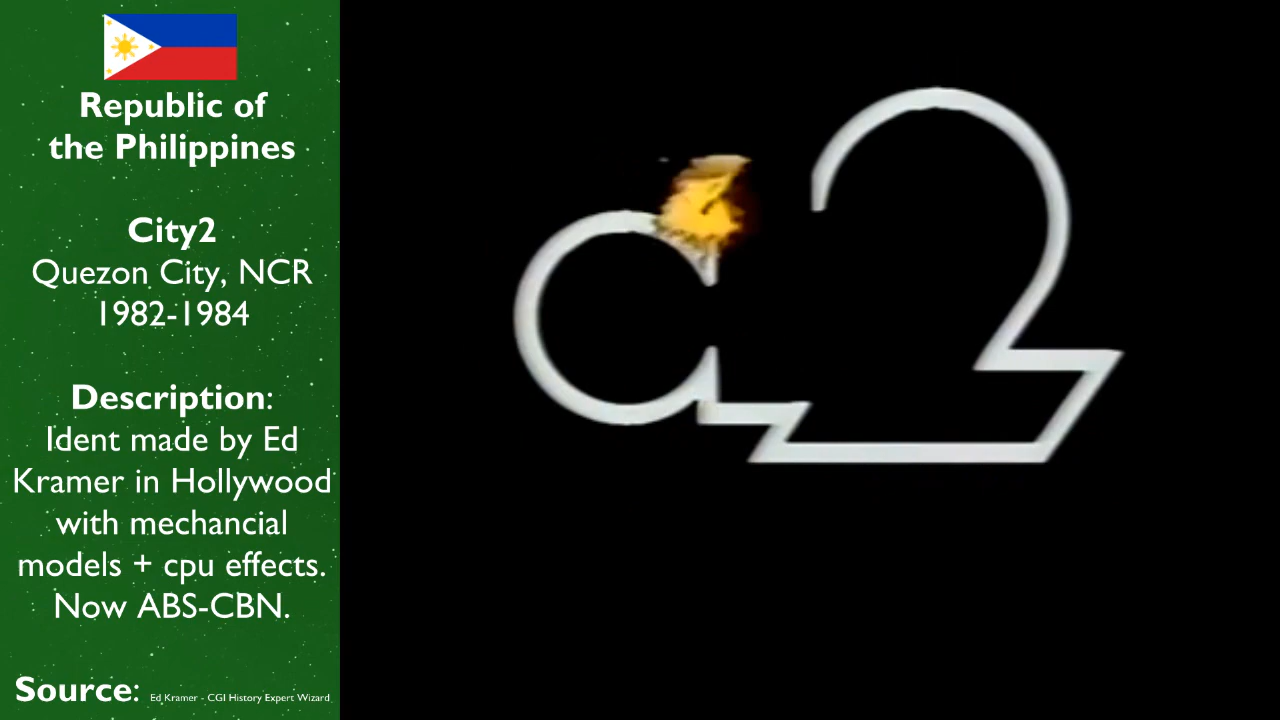 Republic of
the Philippines
City2
Quezon City, NCR
1982-1984
Description:
Ident made by Ed
Kramer in Hollywood
with mechancial
models + cpu effects.
Now ABS-CBN.
Source: Ed Kramer - CGI History Expert Wizard
2